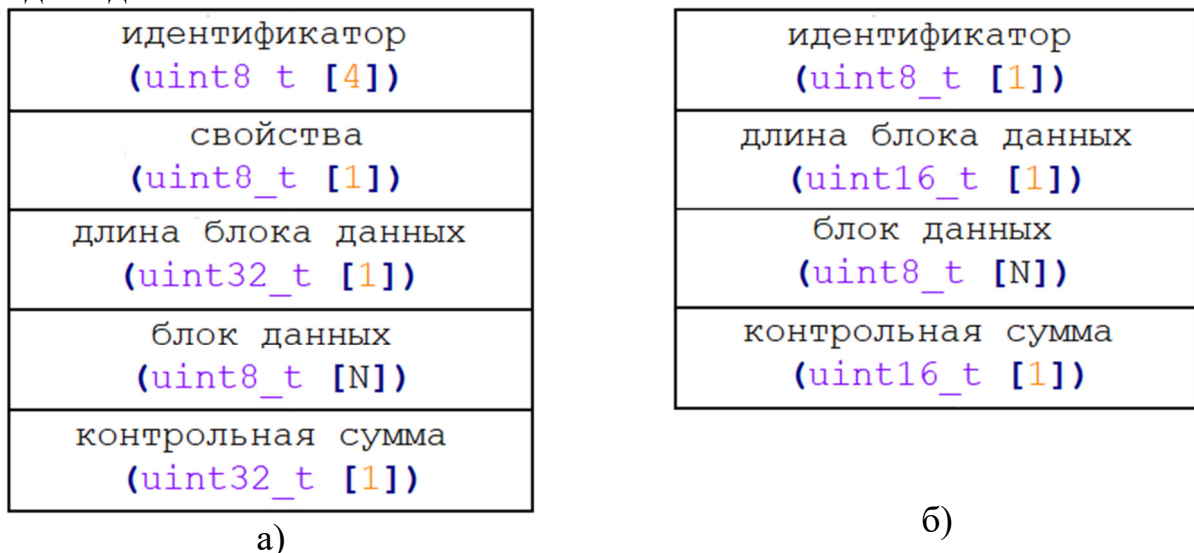 идентификатор
(uint8 t [4])
свойства
(uint8_t [1])
длина блока данных
(uint32_t [1])
блок данных
(uint8_t [N])
контрольная сумма
(uint32_t [1])
а)
идентификатор
(uint8_t [1])
длина блока данных
(uint16_t [1])
блок данных
(uint8_t [N])
контрольная сумма
(uint16_t [1])
б)